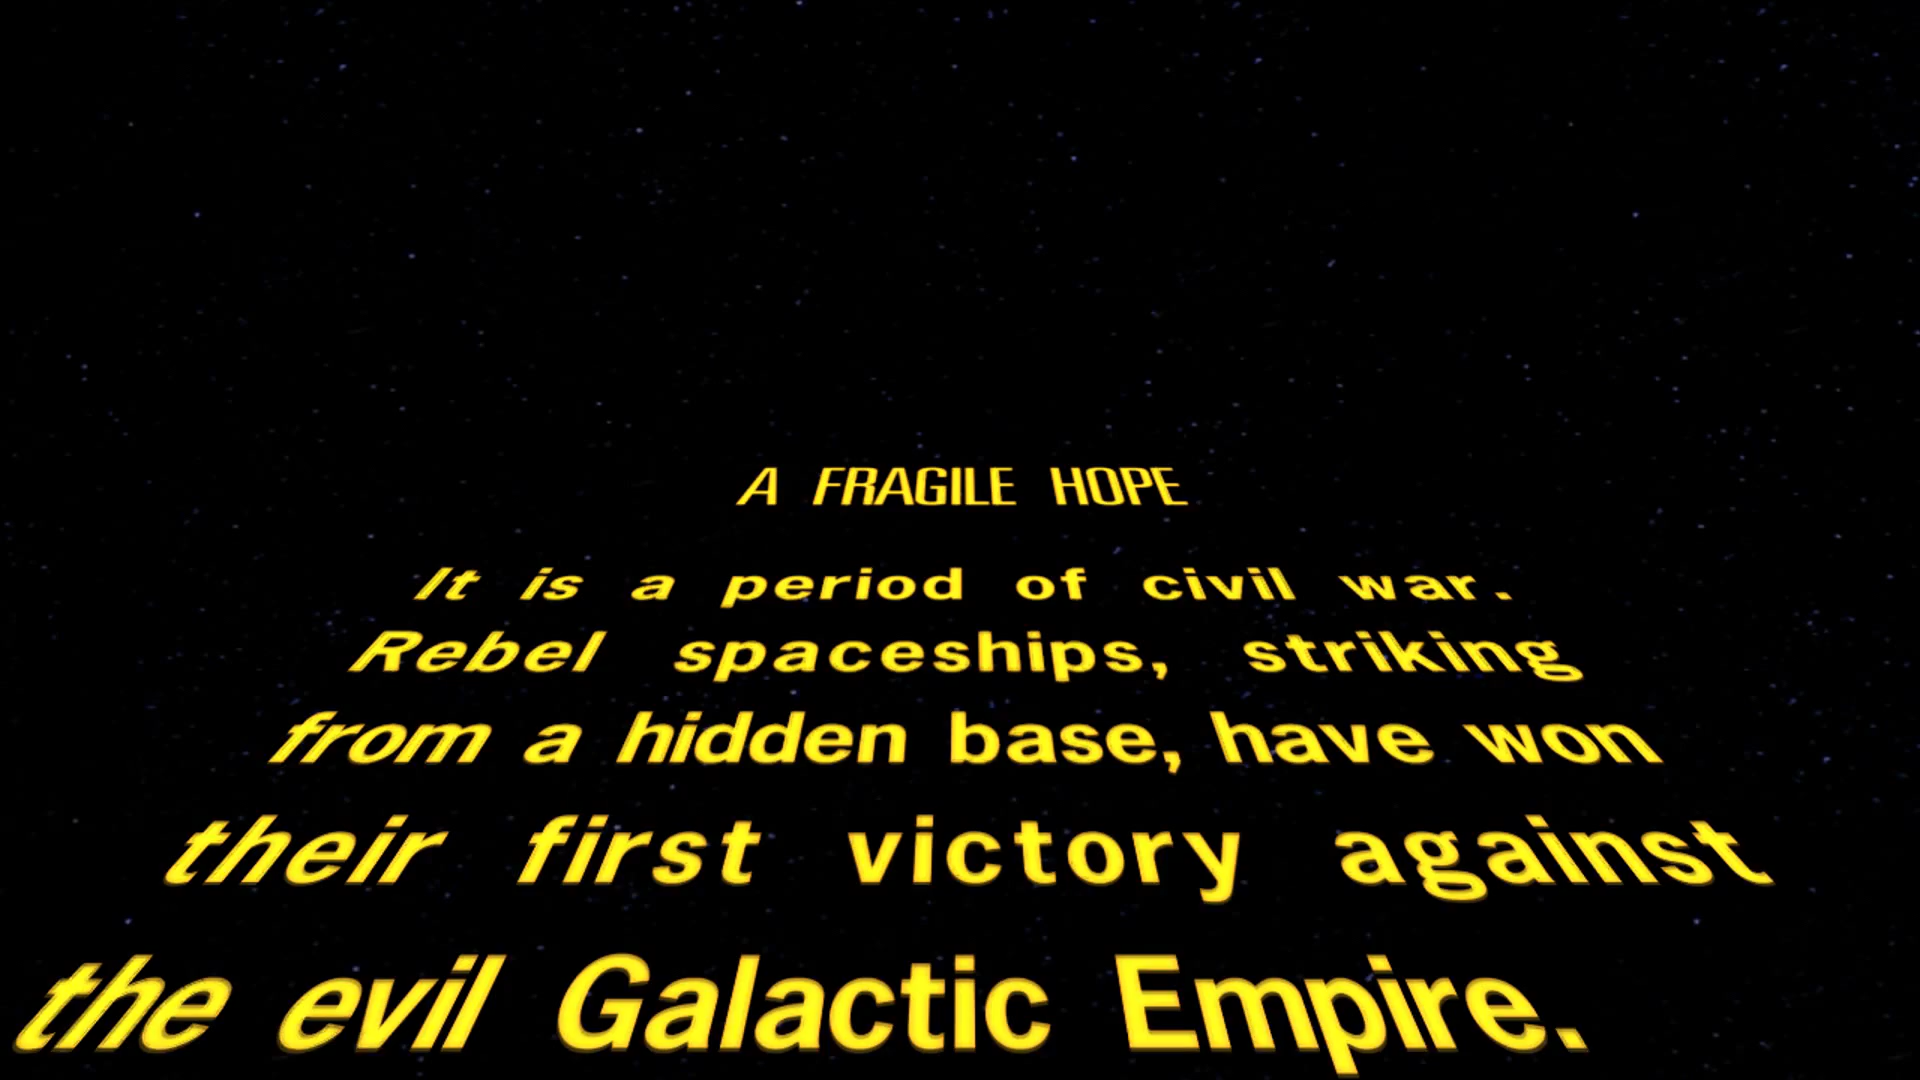 A FRAGILE HOPE
It is a period of civil war.
Rebel spaceships, striking
from a hidden base, have won
their first victory against
the evil Galactic Empire.